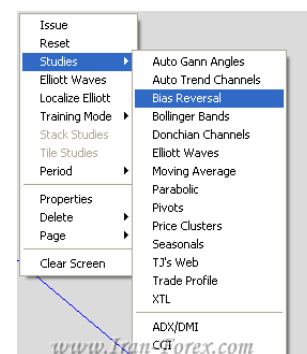 Issue
Reset
Studies
Elliott Waves
Localize Elliott
Training Mode
Stack Studies
Tile Studies
Period
Properties
Delete
Page
Clear Screen
Auto Gann Angles
Auto Trend Channels
Bias Reversal
Bollinger Bands
Donchian Channels
Elliott Waves
Moving Average
Parabolic
Pivots
Price Clusters
Seasonals
TJ's Web
Trade Profile
XTL
ADX/DMI
CCI
www.Iran-Forex.com